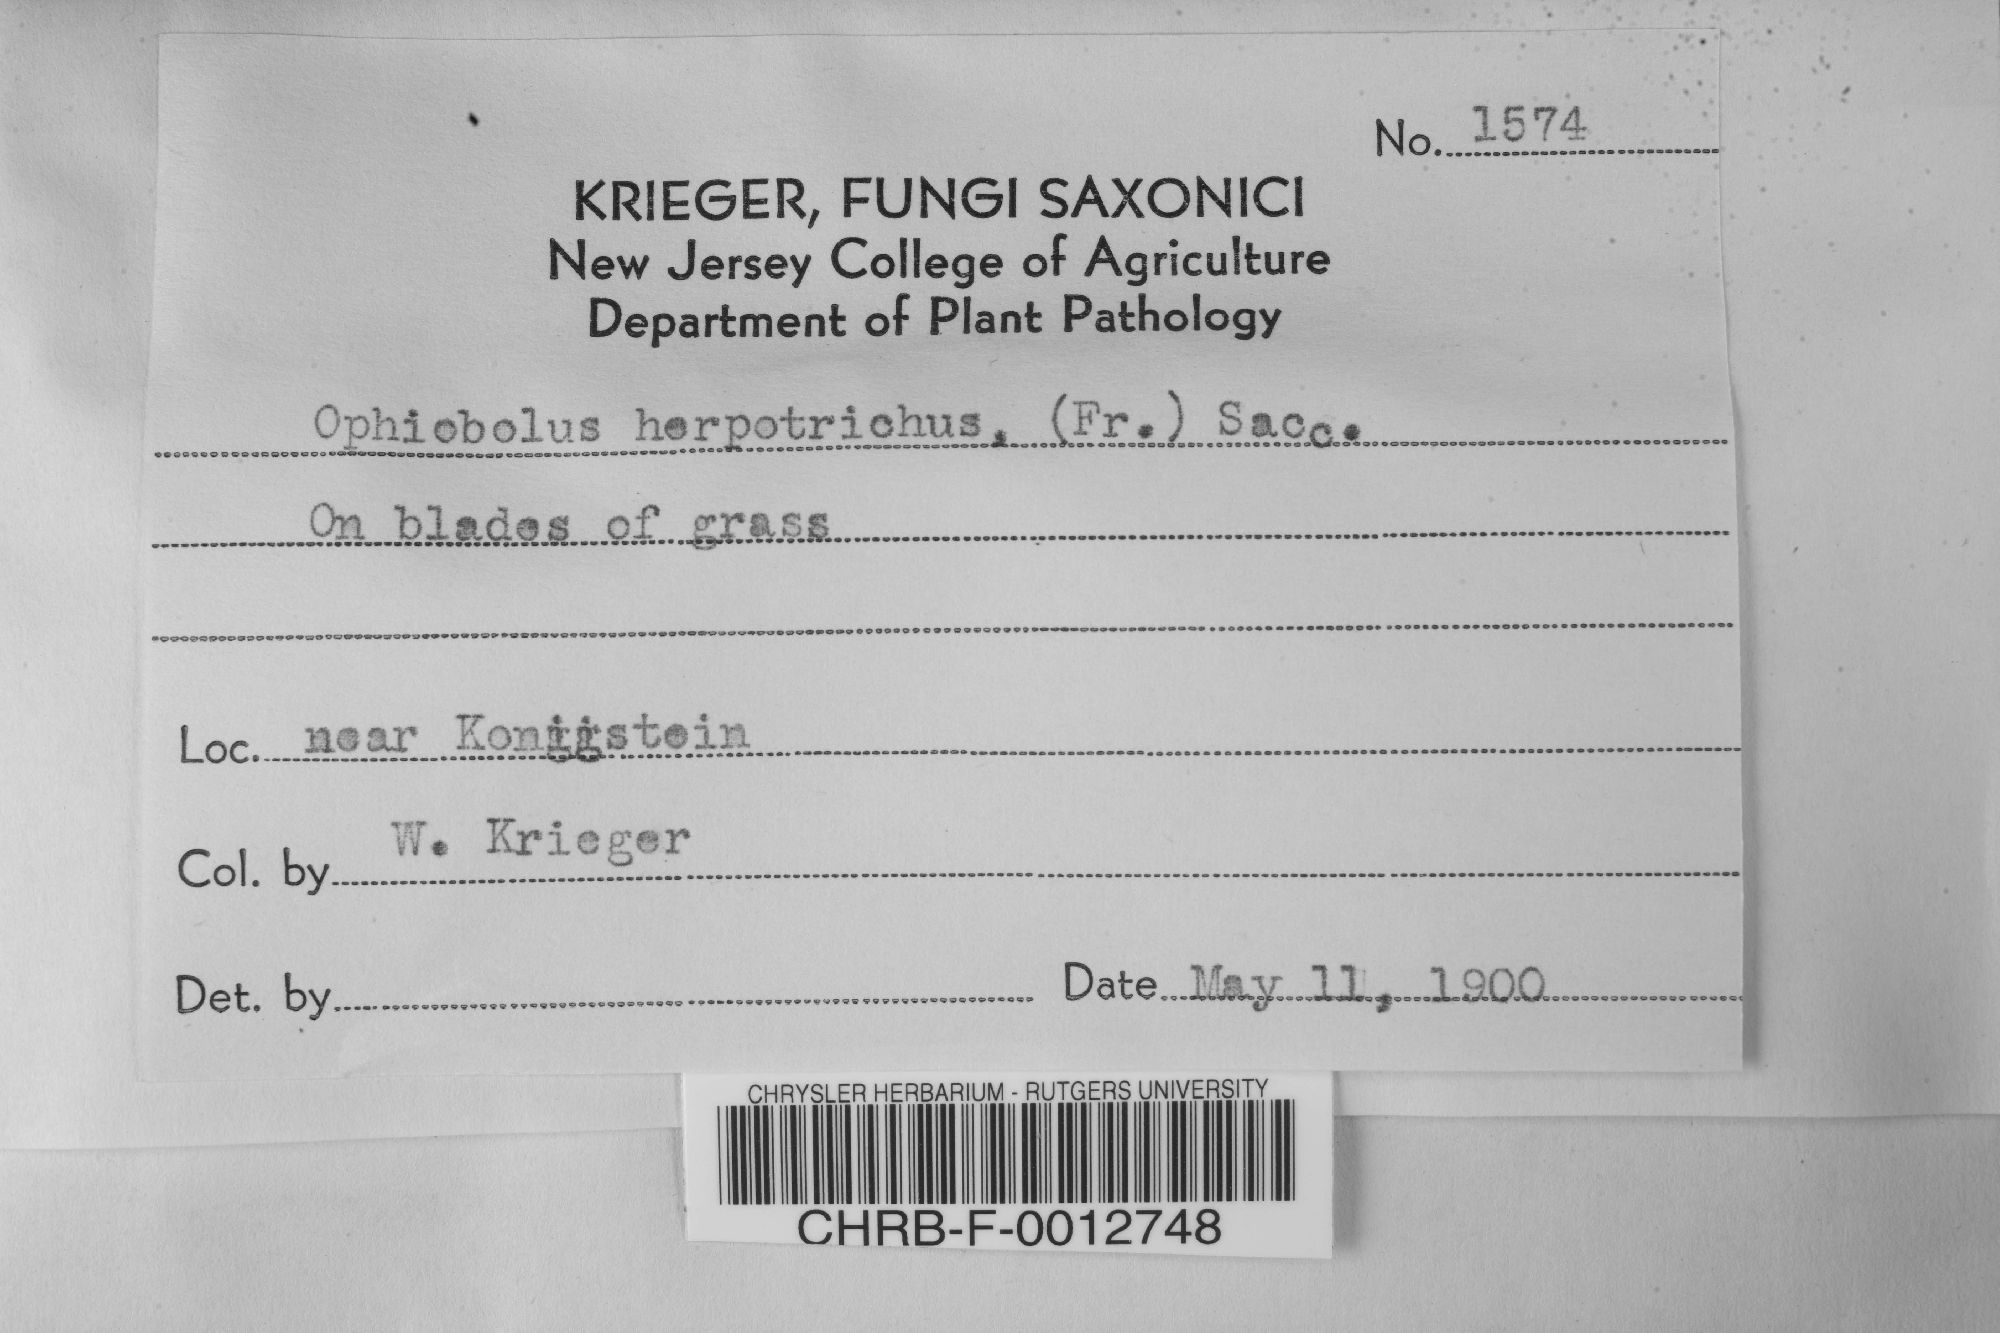 No. 1574
KRIEGER, FUNGI SAXONICI
New Jersey College of Agriculture
Department of Plant Pathology
Ophiobolus herpotrichus, (Fr.) Sacc.
On blades of grass
Loc. near Konigstein
Col. by W. Krieger
Det. by
Date May 11, 1900
CHRYSLER HERBARIUM - RUTGERS UNIVERSITY
CHRB-F-0012748